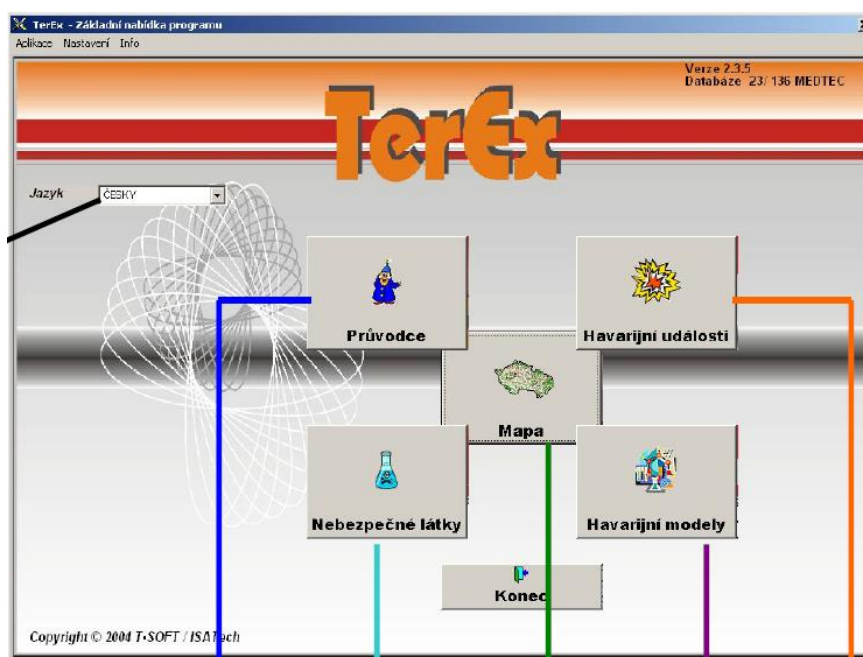 TerEx - Základní nabídka programu
Aplikace Nastavení Info
Verze 2.3.5
Databáze 23/ 136 MEDTEC
TerEx
Jazyk ČESKY
Průvodce
Havarijní události
Mapa
Nebezpečné látky
Havarijní modely
Konec
Copyright © 2004 T-SOFT / ISATech